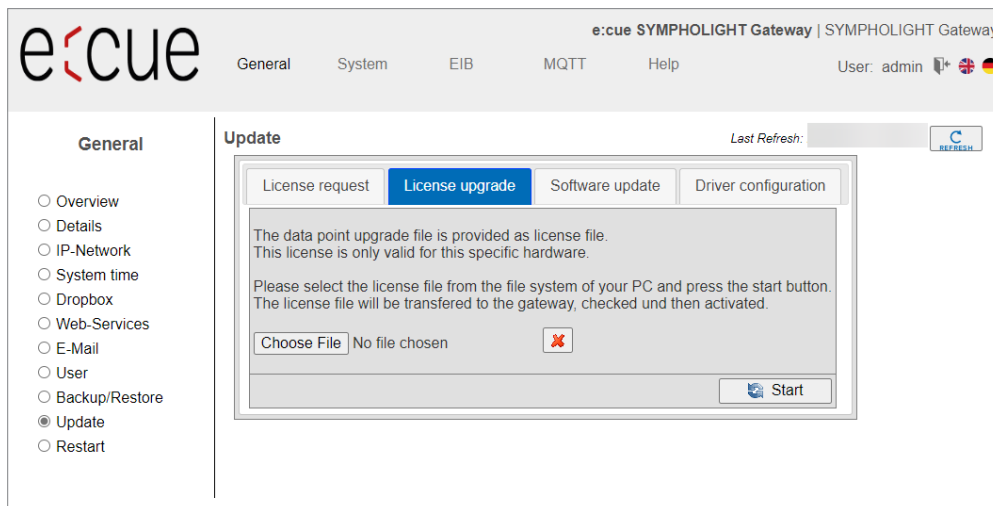 e:cue
e:cue SYMPHOLIGHT Gateway | SYMPHOLIGHT Gateway
General System EIB MQTT Help User: admin
General
Update Last Refresh: REFRESH
License request License upgrade Software update Driver configuration
Overview
Details
IP-Network
System time
Dropbox
Web-Services
E-Mail
User
Backup/Restore
Update
Restart
The data point upgrade file is provided as license file.
This license is only valid for this specific hardware.
Please select the license file from the file system of your PC and press the start button.
The license file will be transfered to the gateway, checked und then activated.
Choose File No file chosen
Start